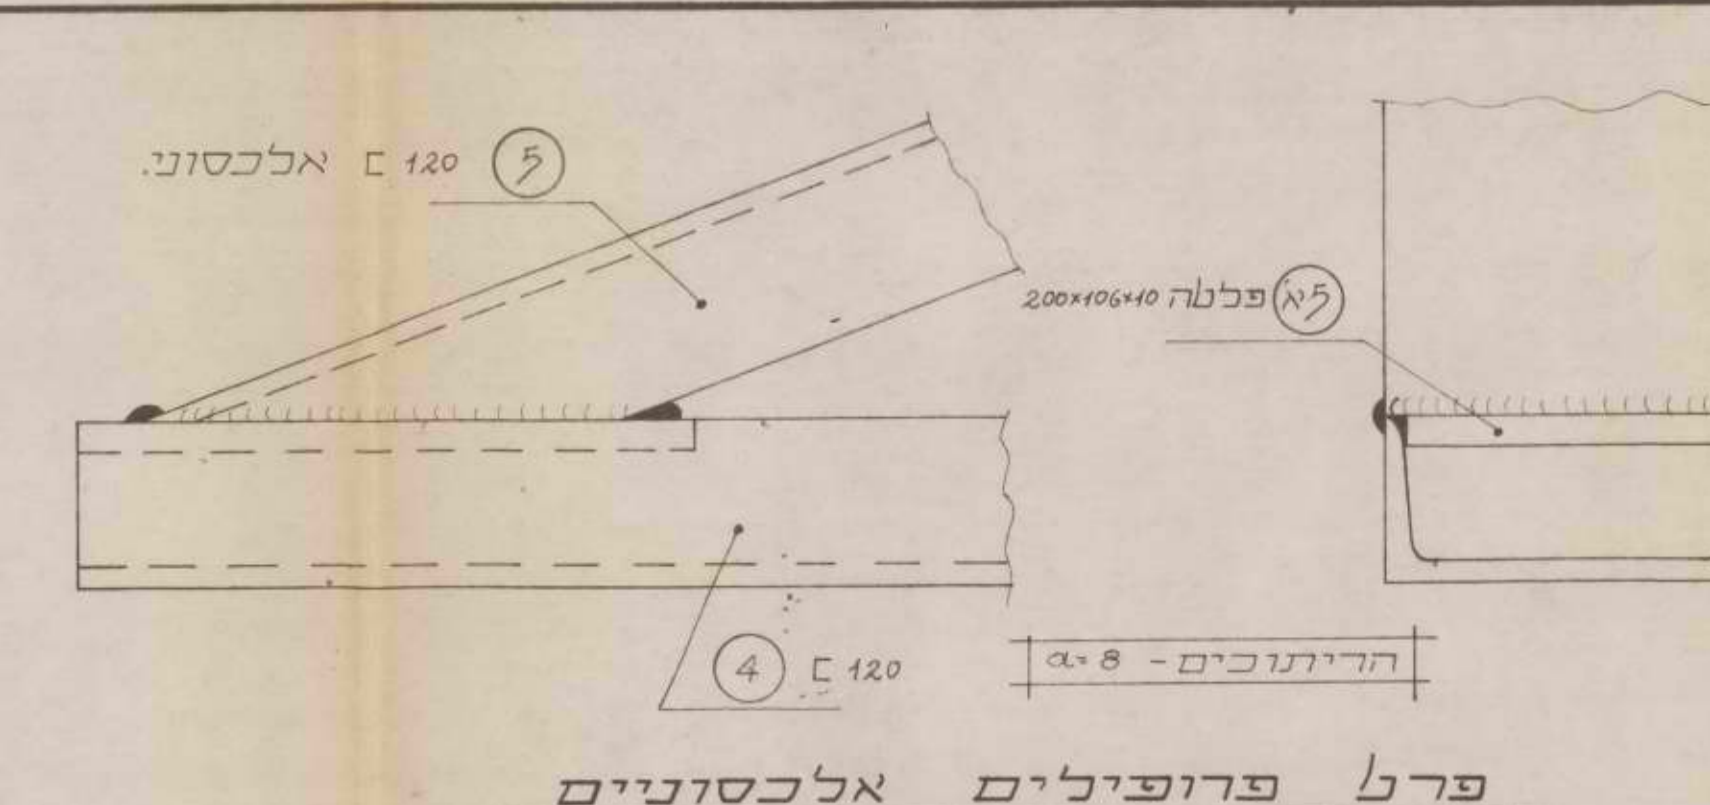 5 120 ⊏ אלכסוני.
5א' פלטה 200x106x10
4 ⊏ 120
הריתוכים - a=8
פרט פרופילים אלכסוניים